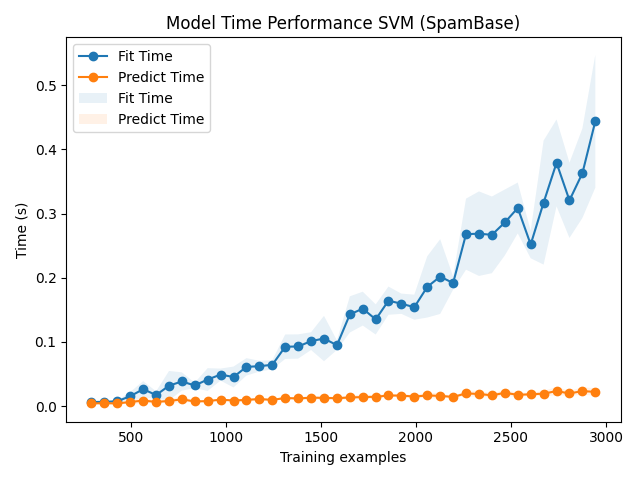 Model Time Performance SVM (SpamBase)
Fit Time
Predict Time
Fit Time
Predict Time
0.5
0.4
0.3
0.2
0.1
0.0
Time (s)
500 1000 1500 2000 2500 3000
Training examples